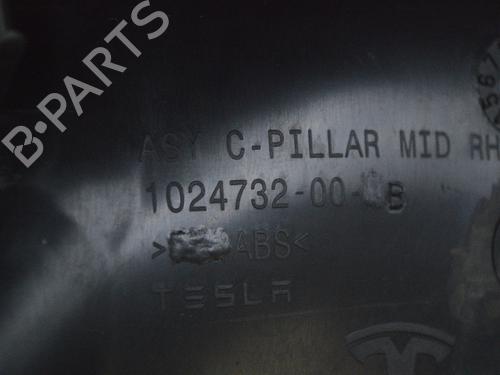 B-PARTS
ASY C-PILLAR MID RH
1024732-00- B
ABS<
TESLA